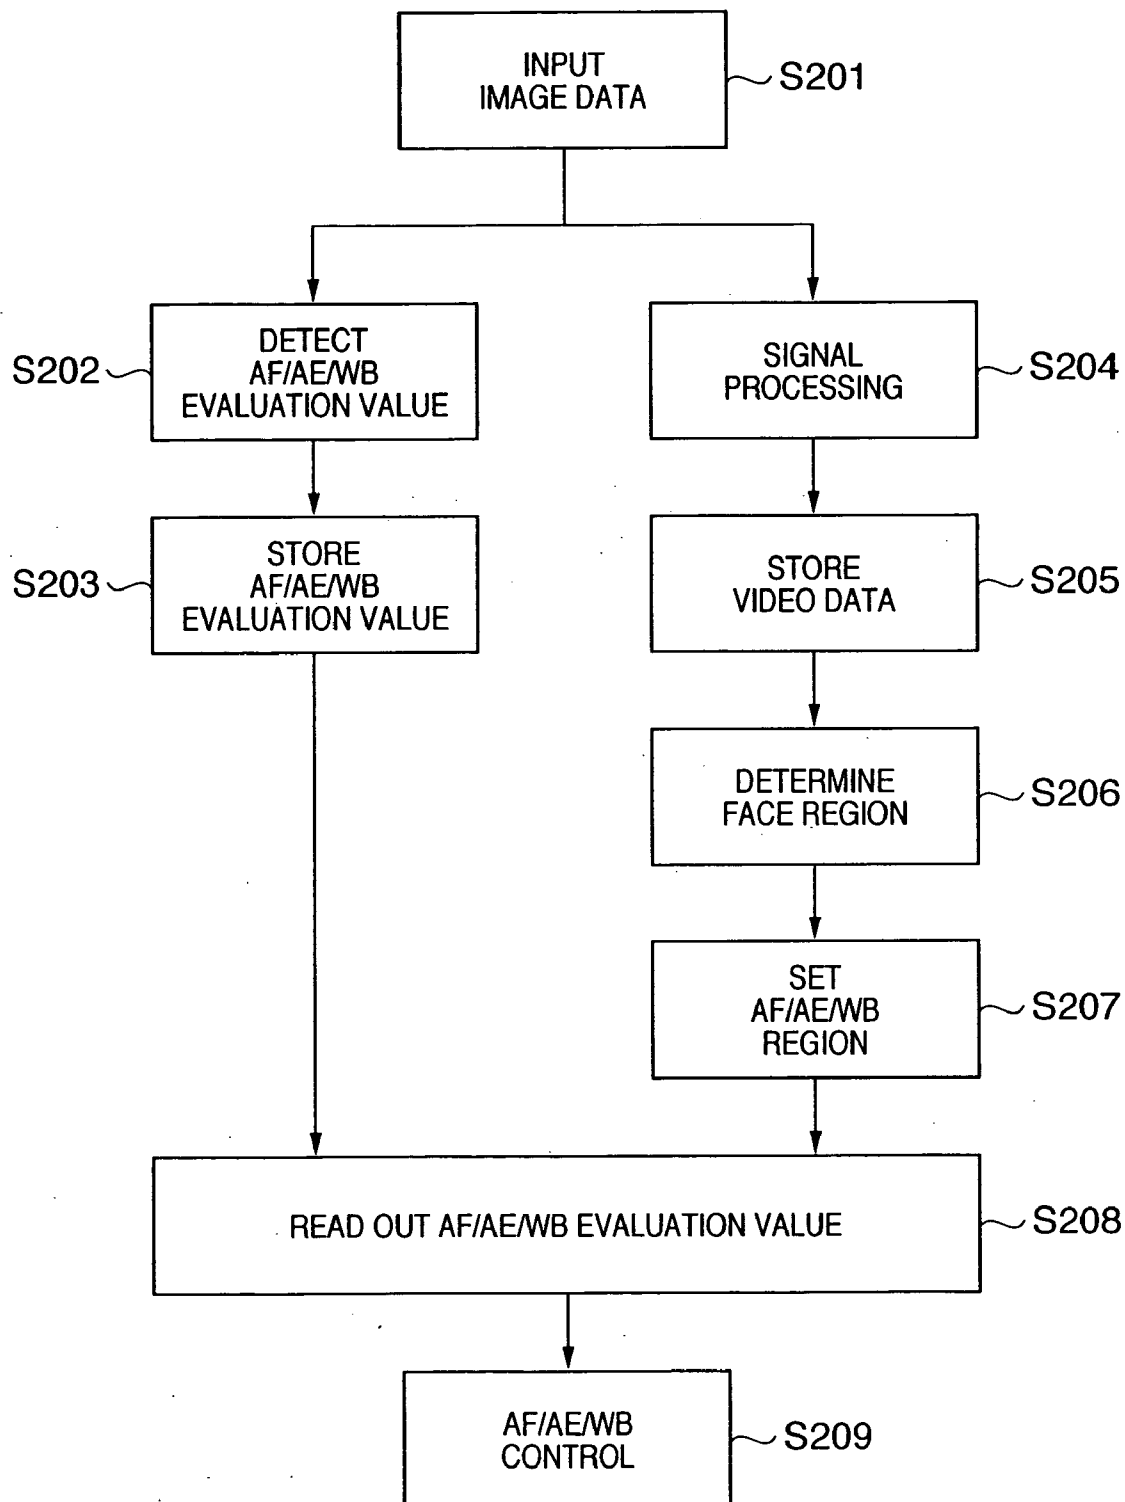 INPUT
IMAGE DATA
S201
DETECT
AF/AE/WB
EVALUATION VALUE
S202
STORE
AF/AE/WB
EVALUATION VALUE
S203
SIGNAL
PROCESSING
S204
STORE
VIDEO DATA
S205
DETERMINE
FACE REGION
S206
SET
AF/AE/WB
REGION
S207
READ OUT AF/AE/WB EVALUATION VALUE
S208
AF/AE/WB
CONTROL
S209